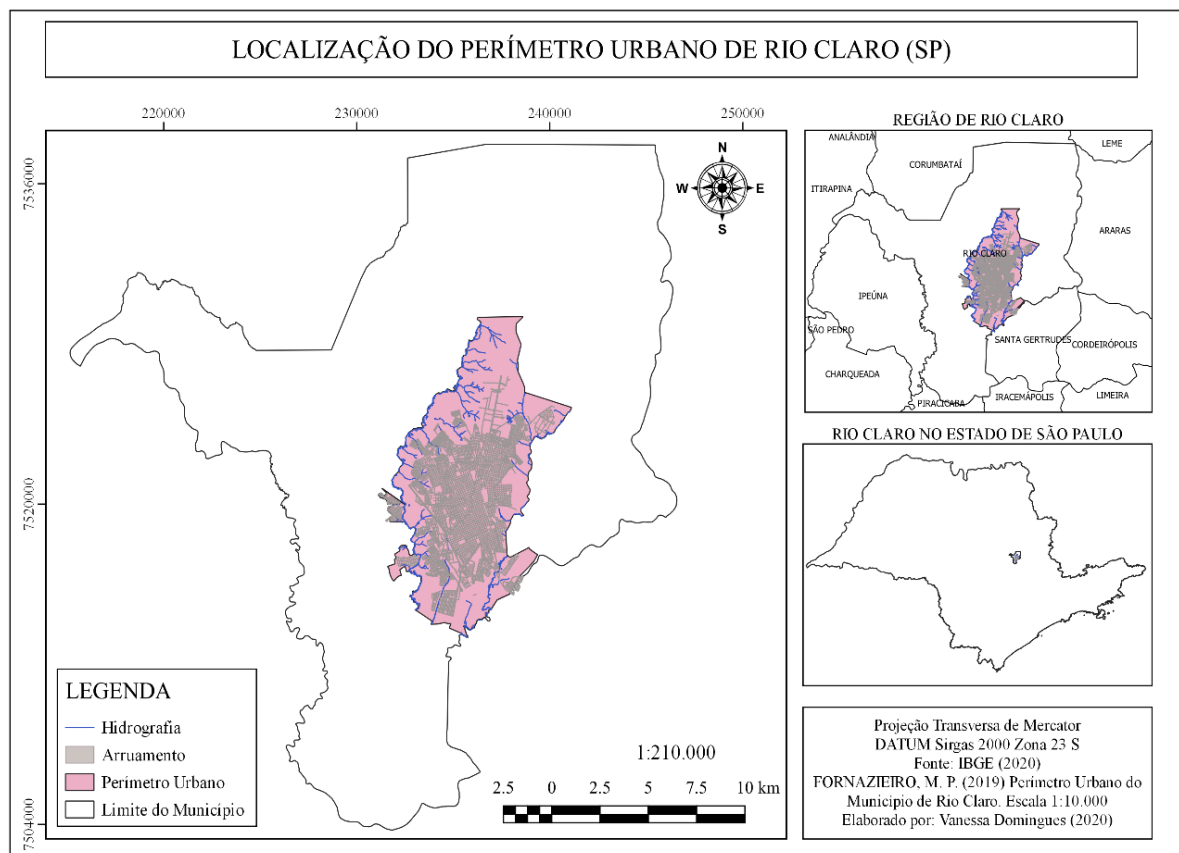 LOCALIZAÇÃO DO PERÍMETRO URBANO DE RIO CLARO (SP)
220000 230000 240000 250000
7536000
7520000
7504000
N
W E
S
LEGENDA
Hidrografia
Arruamento
Perímetro Urbano
Limite do Município
1:210.000
2.5 0 2.5 5 7.5 10 km
REGIÃO DE RIO CLARO
ANALÂNDIA
CORUMBATAÍ
LEME
ITIRAPINA
ARARAS
RIO CLARO
IPEÚNA
SÃO PEDRO
SANTA GERTRUDES
CORDEIRÓPOLIS
CHARQUEADA
PIRACICABA
IRACEMÁPOLIS
LIMEIRA
RIO CLARO NO ESTADO DE SÃO PAULO
Projeção Transversa de Mercator
DATUM Sirgas 2000 Zona 23 S
Fonte: IBGE (2020)
FORNAZIEIRO, M. P. (2019) Perímetro Urbano do
Municipio de Rio Claro. Escala 1:10.000
Elaborado por: Vanessa Domingues (2020)